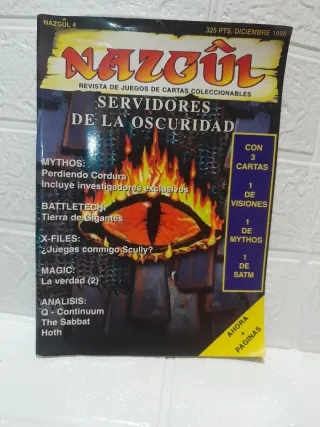 NAZGÛL 4
325 PTS. DICIEMBRE 1996
NAZGÛL
REVISTA DE JUEGOS DE CARTAS COLECCIONABLES
SERVIDORES
DE LA OSCURIDAD
MYTHOS:
Perdiendo Cordura
Incluye investigadores exclusivos
BATTLETECH:
Tierra de Gigantes
X-FILES:
¿Juegas conmigo Scully?
MAGIC:
La verdad (2)
ANALISIS:
Q - Continuum
The Sabbat
Hoth
CON
3
CARTAS
1
DE
VISIONES
1
DE
MYTHOS
1
DE
SATM
AHORA
+
PAGINAS